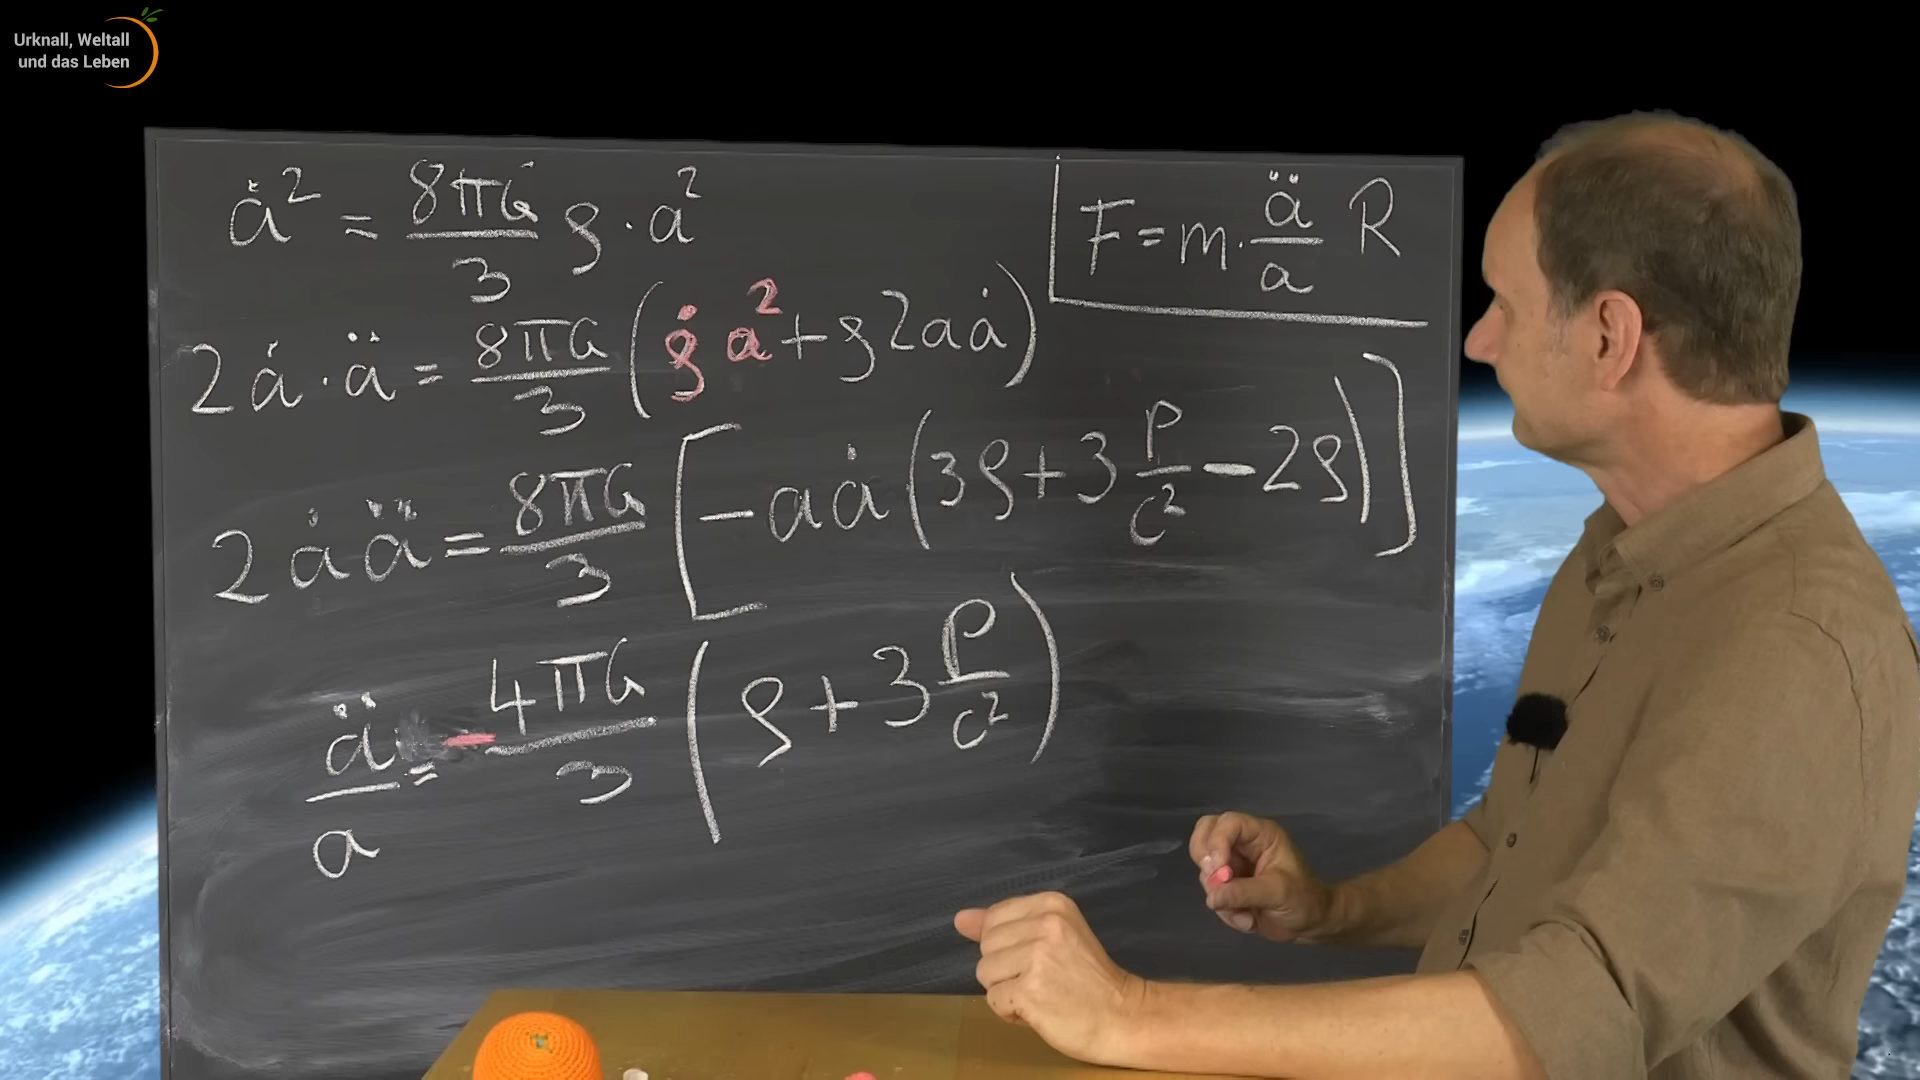 Urknall, Weltall
und das Leben
ȧ² = 8πG/3 ρ · a²
F = m · ä/a R
2ȧ · ä = 8πG/3 (ρ̇ a² + ρ2aȧ)
2ȧä = 8πG/3 [−aȧ(3ρ + 3 P/c² − 2ρ)]
ä/a = − 4πG/3 (ρ + 3 P/c²)